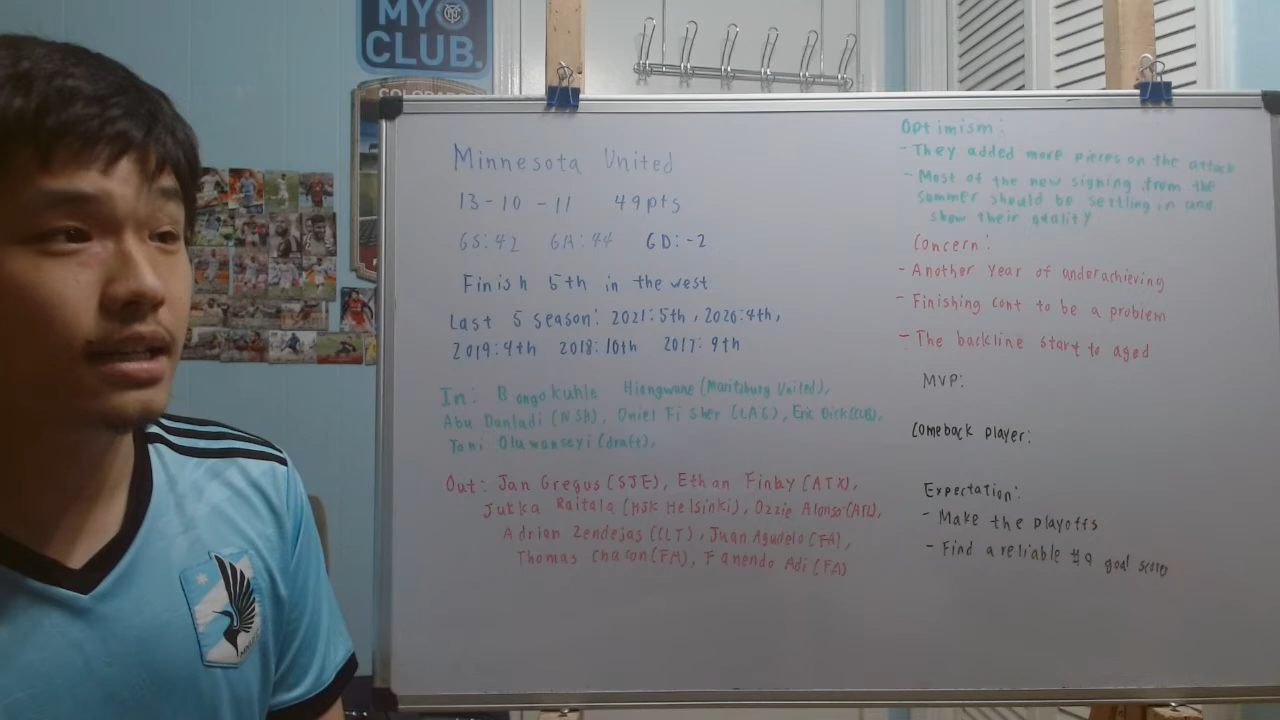 MY
CLUB.
COLORA
Minnesota United
13-10-11 49pts
GS:42 GA:44 GD:-2
Finish 5th in the west
Last 5 season: 2021:5th, 2020:4th,
2019:4th 2018:10th 2017:9th
In: Bongokuhle Hlongwane (Maritzburg United),
Abu Danladi (NSH), Oniel Fisher (LAG), Eric Dick (CLB),
Tani Oluwanseyi (draft),
Out: Jan Gregus (SJE), Ethan Finlay (ATX),
Jukka Raitala (HJK Helsinki), Ozzie Alonso (ATL),
Adrian Zendejas (CLT), Juan Agudelo (FA),
Thomas Chacon (FA), Fanendo Adi (FA)
Optimism:
- They added more pieces on the attack
- Most of the new signing from the
summer should be settling in and
show their quality
Concern:
- Another Year of underachieving
- Finishing cont to be a problem
- The backline start to aged
MVP:
Comeback player:
Expectation:
- Make the playoffs
- Find a reliable #9 goal scorer